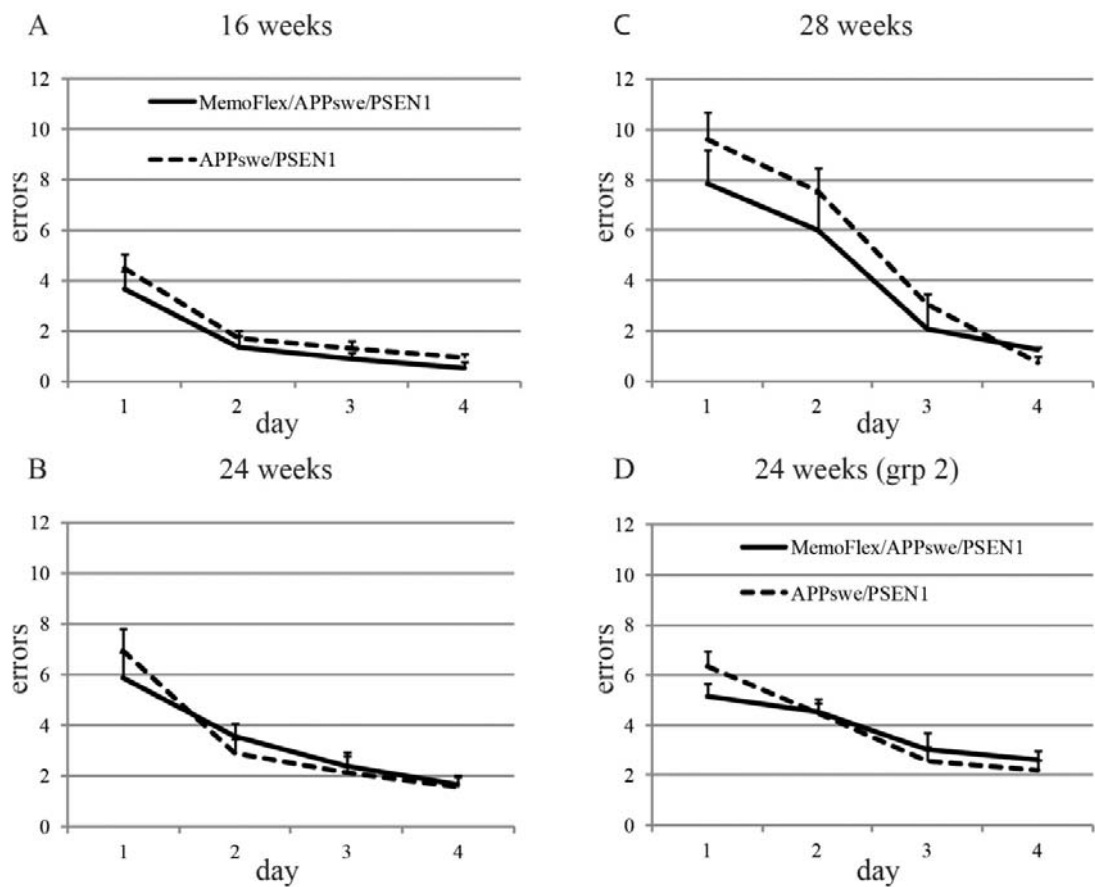 A 16 weeks
12
10
8
6
4
2
0
errors
MemoFlex/APPswe/PSEN1
APPswe/PSEN1
1 2 3 4
day
C 28 weeks
12
10
8
6
4
2
0
errors
1 2 3 4
day
B 24 weeks
12
10
8
6
4
2
0
errors
1 2 3 4
day
D 24 weeks (grp 2)
12
10
8
6
4
2
0
errors
MemoFlex/APPswe/PSEN1
APPswe/PSEN1
1 2 3 4
day